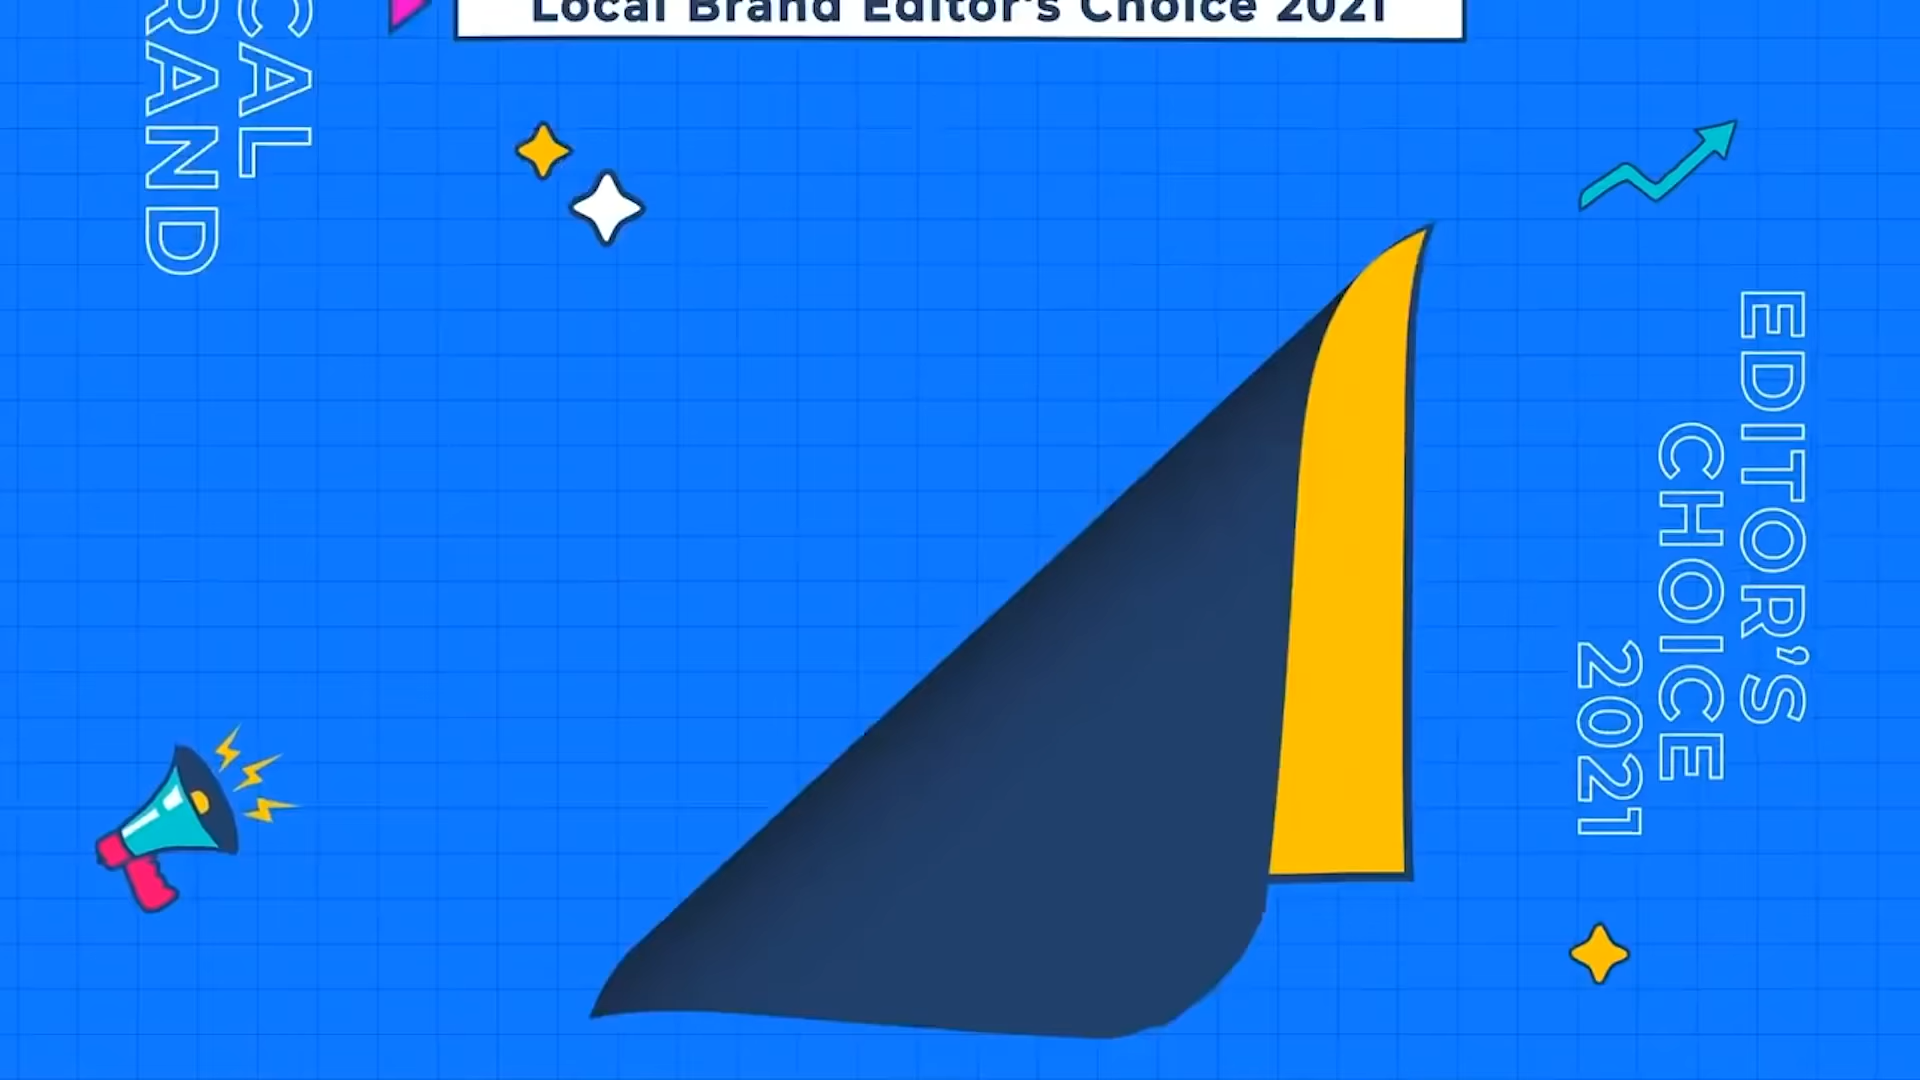 Local Brand Editor's Choice 2021
CAL
RAND
EDITOR'S
CHOICE
2021